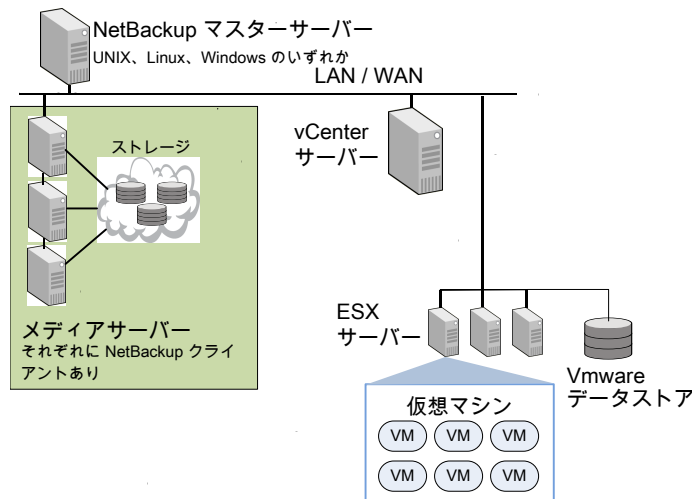 NetBackup マスターサーバー
UNIX、Linux、Windows のいずれか
LAN / WAN
ストレージ
vCenter
サーバー
メディアサーバー
それぞれに NetBackup クライ
アントあり
ESX
サーバー
Vmware
データストア
仮想マシン
VM VM VM
VM VM VM